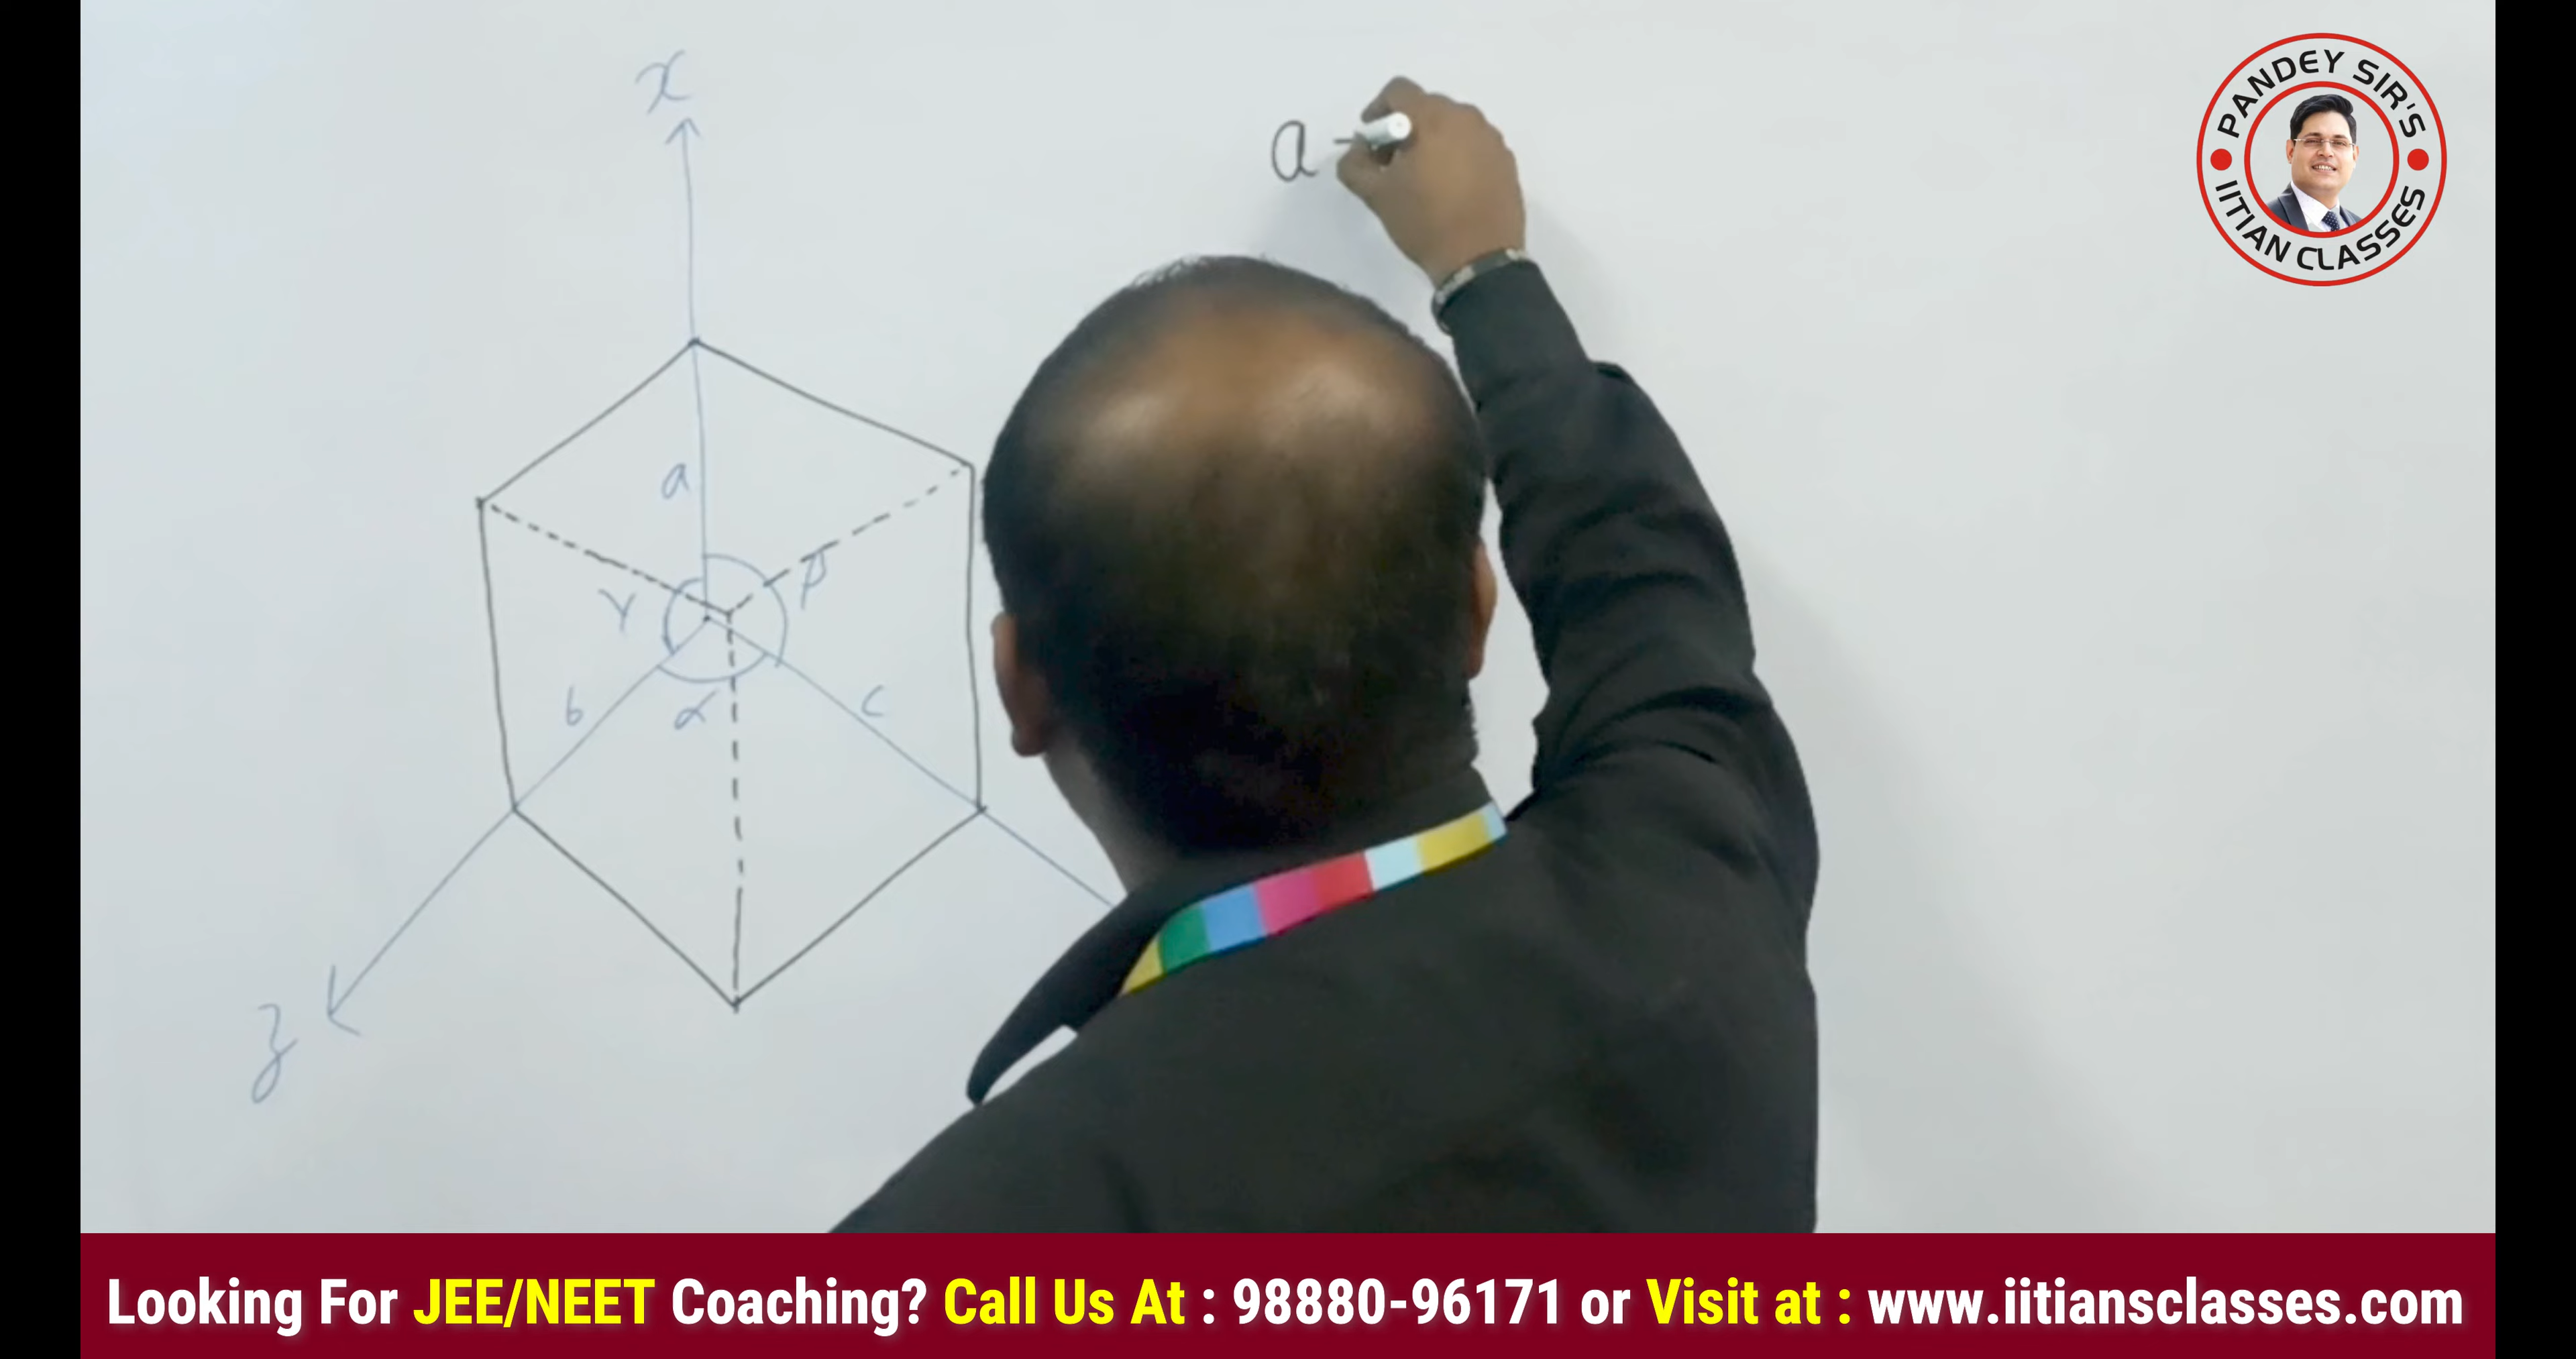 x
a
PANDEY SIR'S
IITIAN CLASSES
a
β
γ
b
α
c
z
Looking For JEE/NEET Coaching? Call Us At : 98880-96171 or Visit at : www.iitiansclasses.com